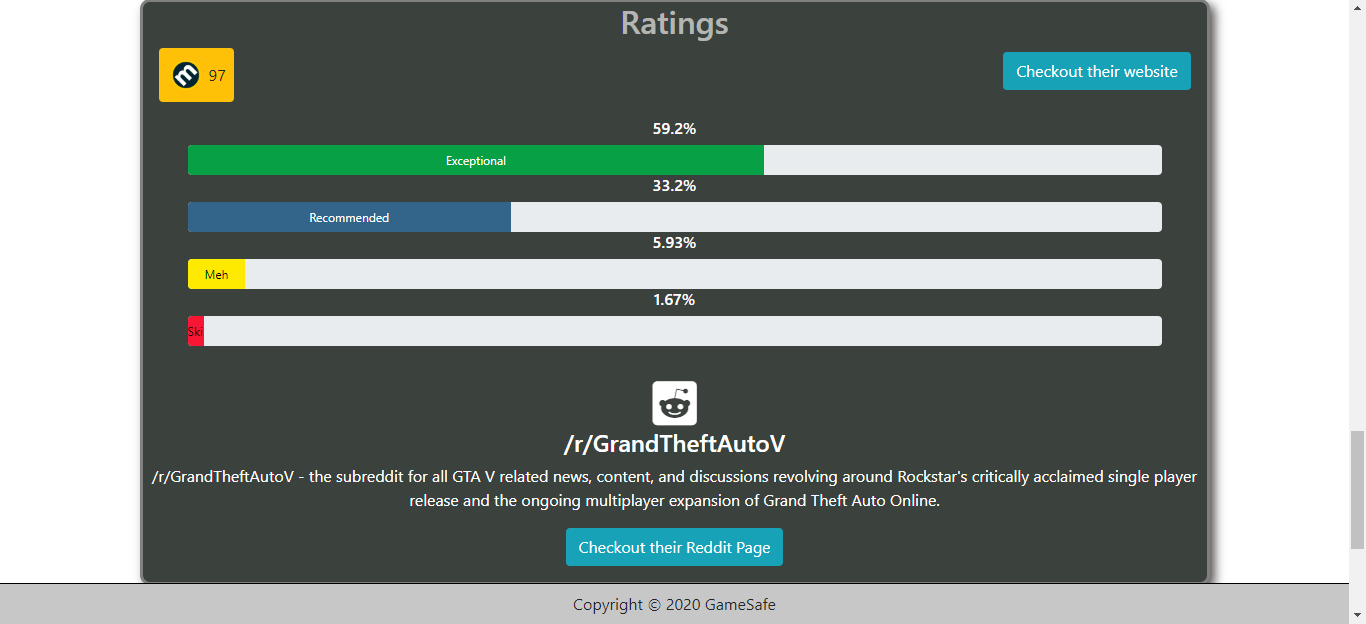 Ratings
97
Checkout their website
59.2%
Exceptional
33.2%
Recommended
5.93%
Meh
1.67%
Ski
/r/GrandTheftAutoV
/r/GrandTheftAutoV - the subreddit for all GTA V related news, content, and discussions revolving around Rockstar's critically acclaimed single player
release and the ongoing multiplayer expansion of Grand Theft Auto Online.
Checkout their Reddit Page
Copyright © 2020 GameSafe